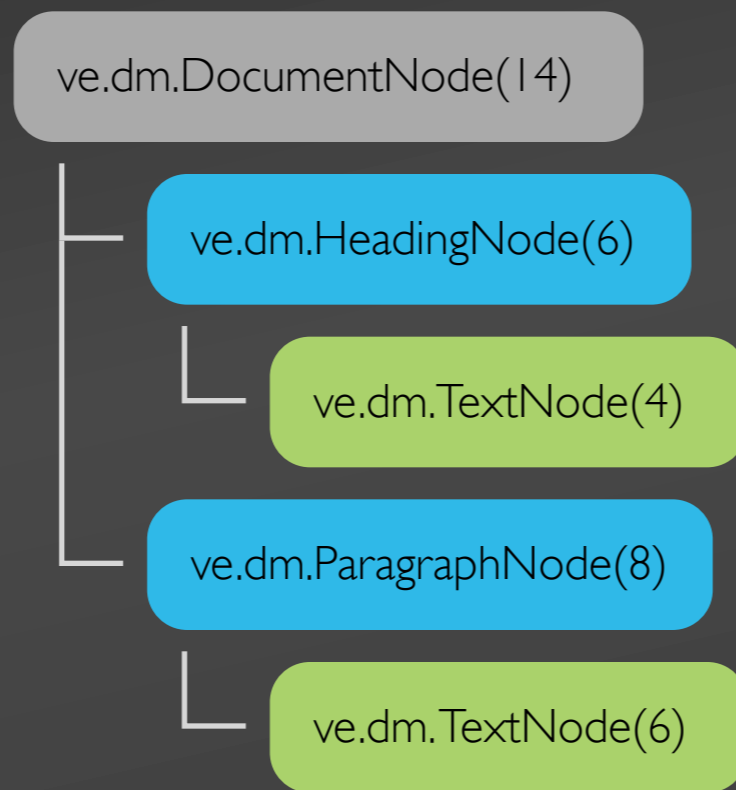 ve.dm.DocumentNode(14)
ve.dm.HeadingNode(6)
ve.dm.TextNode(4)
ve.dm.ParagraphNode(8)
ve.dm.TextNode(6)